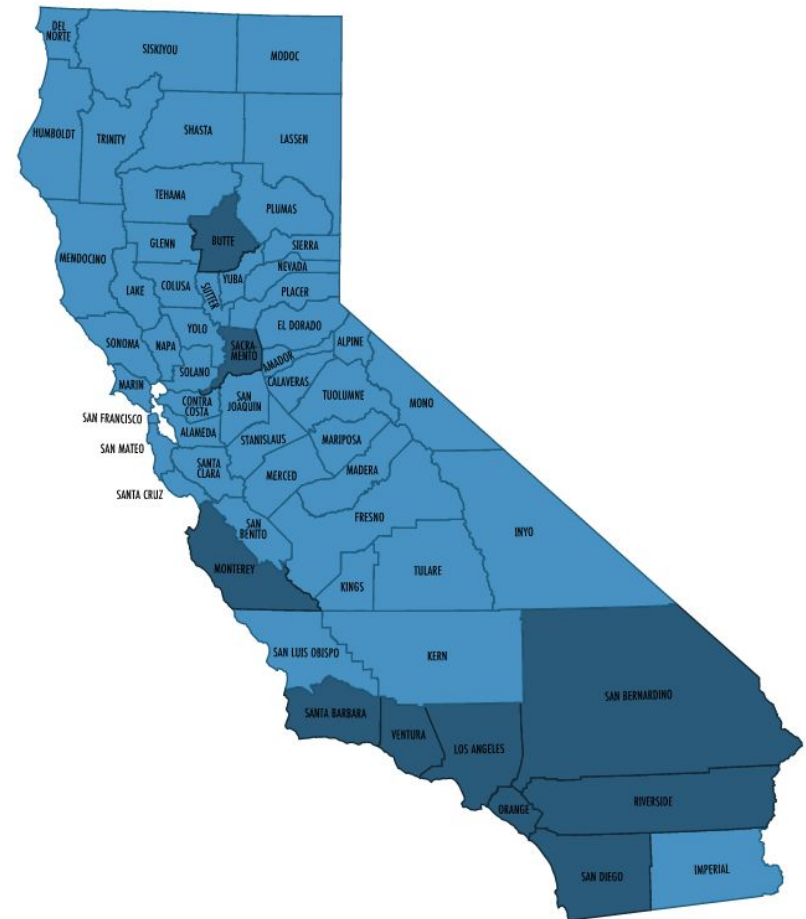 DEL
NORTE
SISKIYOU
MODOC
HUMBOLDT
TRINITY
SHASTA
LASSEN
TEHAMA
PLUMAS
BUTTE
GLENN
SIERRA
MENDOCINO
NEVADA
YUBA
LAKE
COLUSA
SUTTER
PLACER
YOLO
EL DORADO
SONOMA
NAPA
SACRA-
MENTO
ALPINE
SOLANO
AMADOR
MARIN
CALAVERAS
CONTRA
COSTA
SAN
JOAQUIN
TUOLUMNE
MONO
SAN FRANCISCO
ALAMEDA
STANISLAUS
MARIPOSA
SAN MATEO
SANTA
CLARA
MERCED
MADERA
SANTA CRUZ
SAN
BENITO
FRESNO
INYO
MONTEREY
KINGS
TULARE
SAN LUIS OBISPO
KERN
SAN BERNARDINO
SANTA BARBARA
VENTURA
LOS ANGELES
ORANGE
RIVERSIDE
SAN DIEGO
IMPERIAL